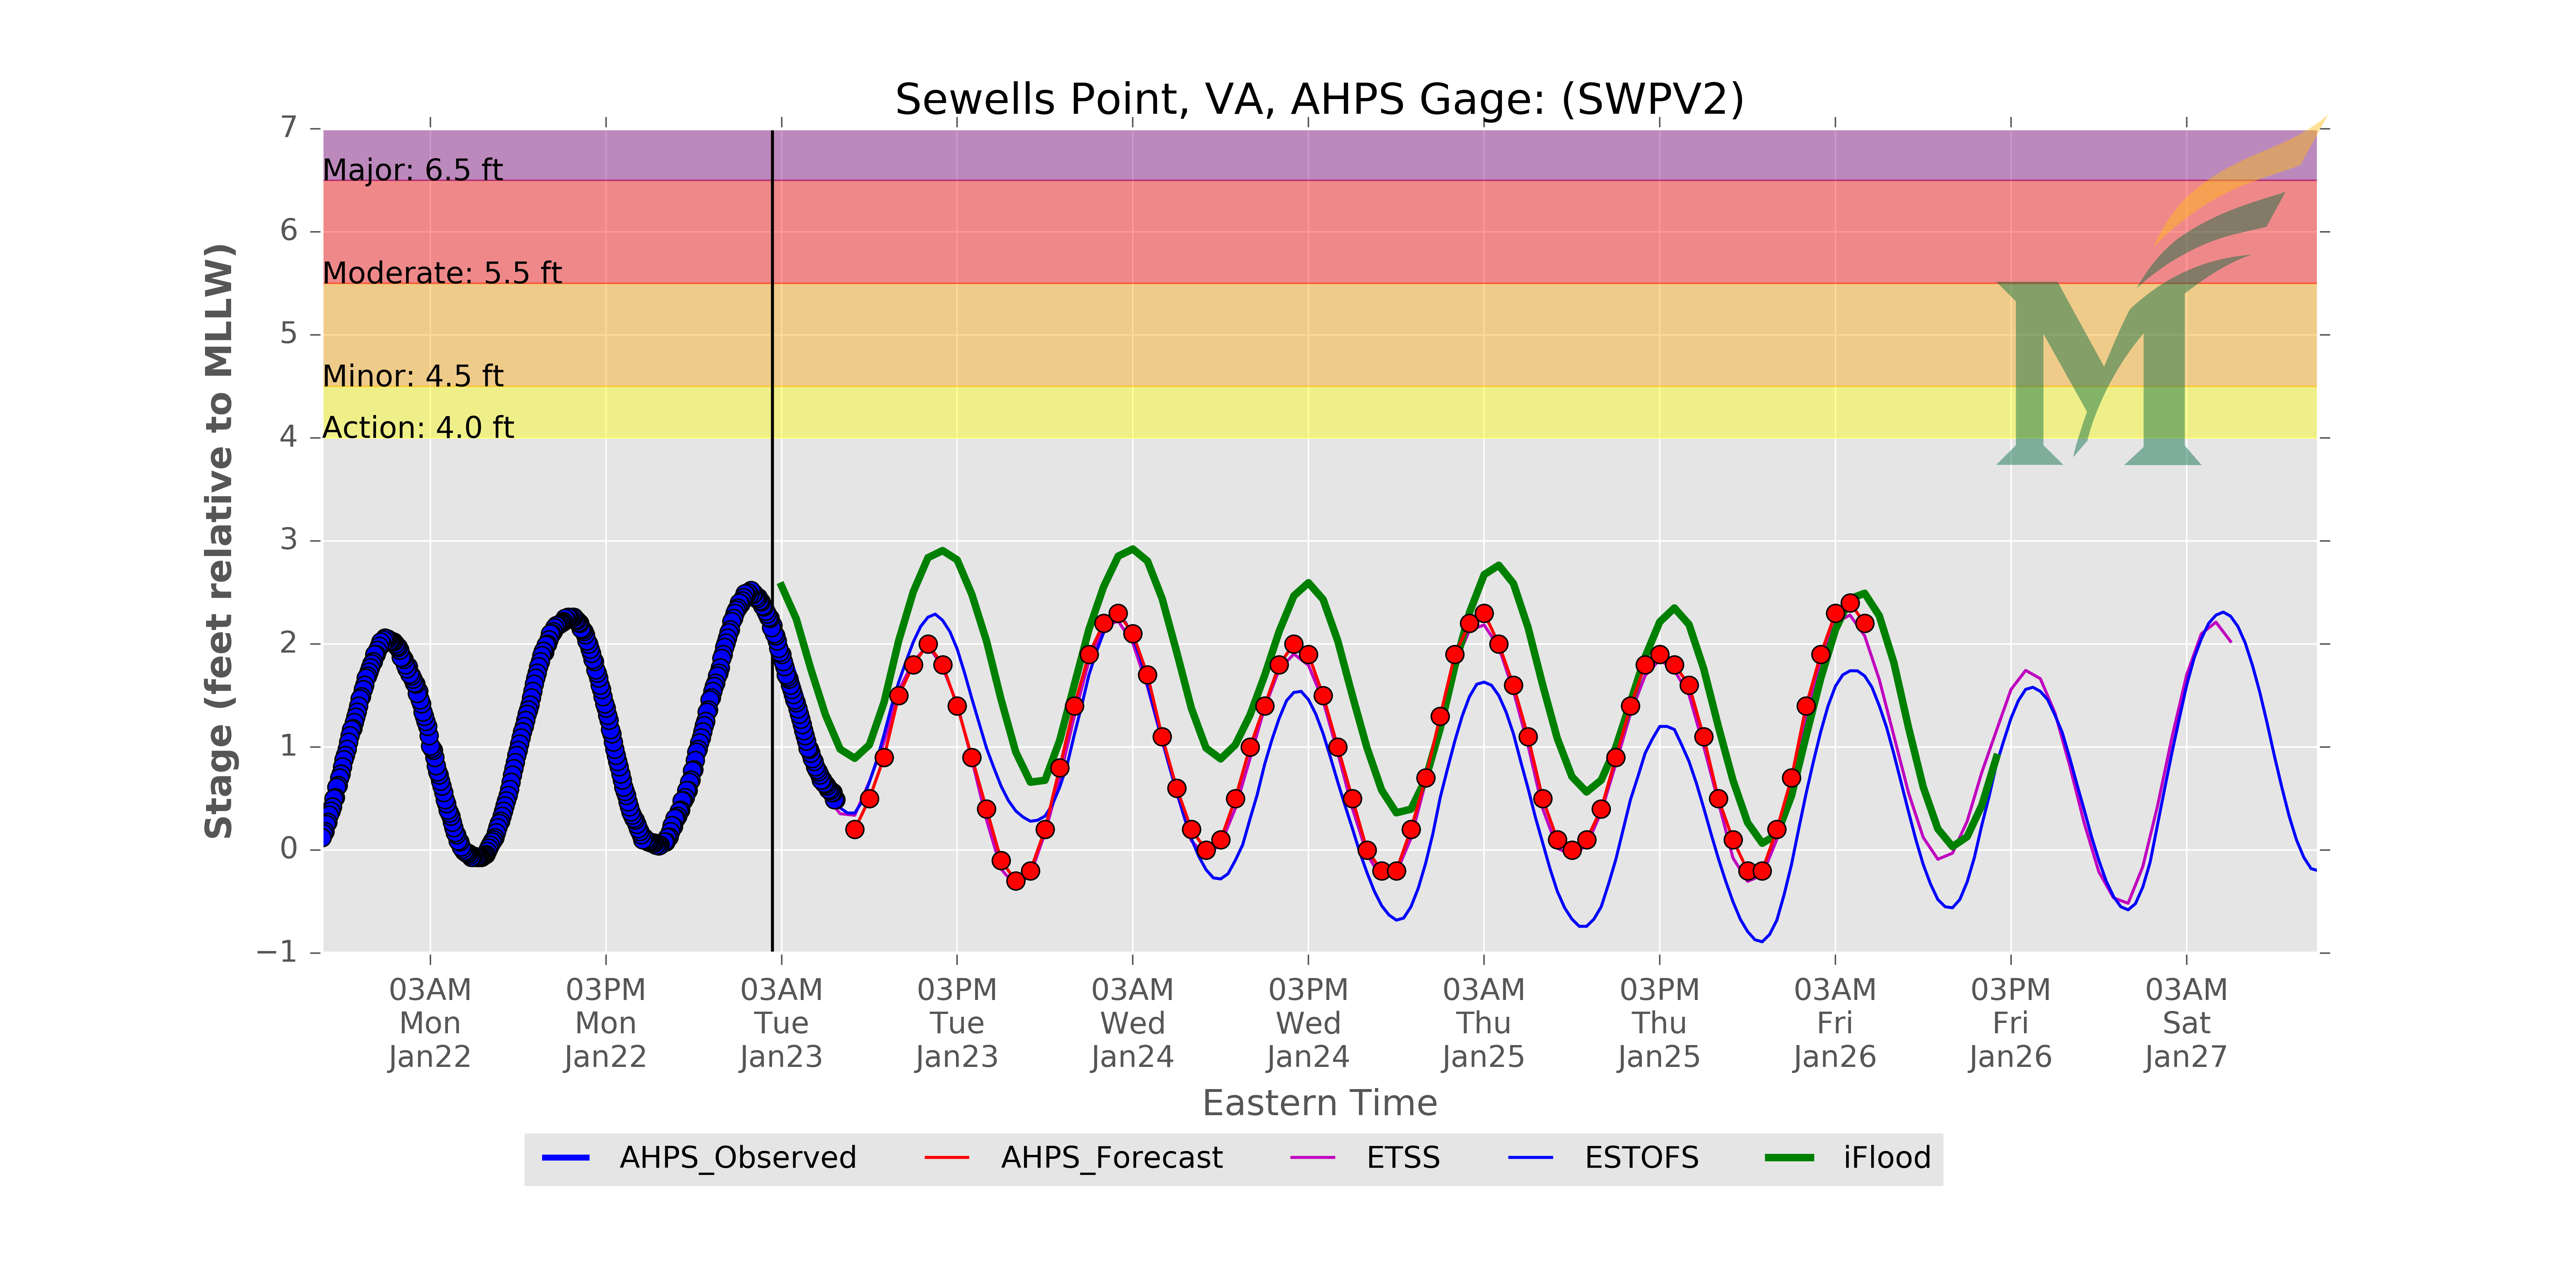 Sewells Point, VA, AHPS Gage: (SWPV2)
Stage (feet relative to MLLW)
7
6
5
4
3
2
1
0
−1
Major: 6.5 ft
Moderate: 5.5 ft
Minor: 4.5 ft
Action: 4.0 ft
M
03AM 03PM 03AM 03PM 03AM 03PM 03AM 03PM 03AM 03PM 03AM
Mon Mon Tue Tue Wed Wed Thu Thu Fri Fri Sat
Jan22 Jan22 Jan23 Jan23 Jan24 Jan24 Jan25 Jan25 Jan26 Jan26 Jan27
Eastern Time
AHPS_Observed AHPS_Forecast ETSS ESTOFS iFlood